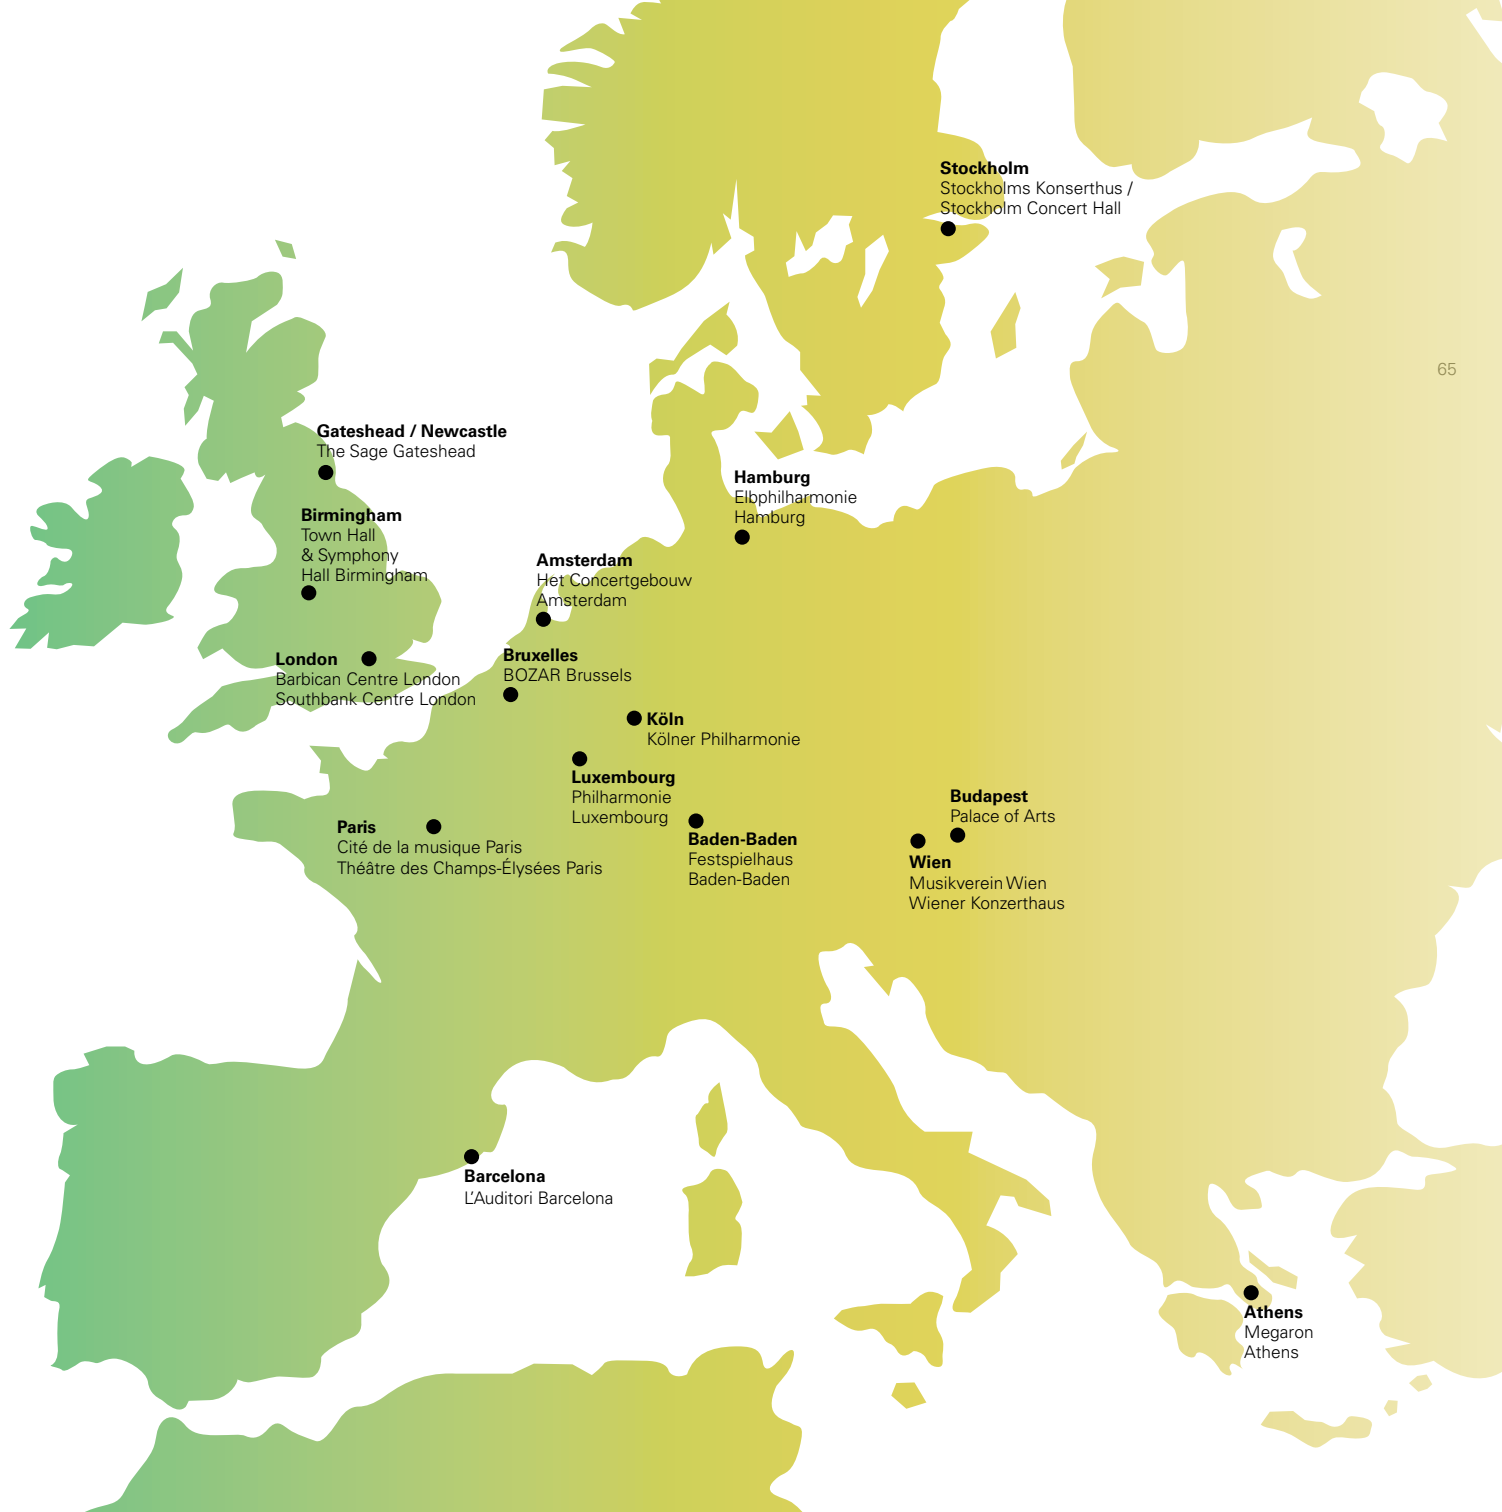 Stockholm
Stockholms Konserthus /
Stockholm Concert Hall
65
Gateshead / Newcastle
The Sage Gateshead
Hamburg
Elbphilharmonie
Hamburg
Birmingham
Town Hall
& Symphony
Hall Birmingham
Amsterdam
Het Concertgebouw
Amsterdam
London
Barbican Centre London
Southbank Centre London
Bruxelles
BOZAR Brussels
Köln
Kölner Philharmonie
Luxembourg
Philharmonie
Luxembourg
Paris
Cité de la musique Paris
Théâtre des Champs-Élysées Paris
Baden-Baden
Festspielhaus
Baden-Baden
Budapest
Palace of Arts
Wien
Musikverein Wien
Wiener Konzerthaus
Barcelona
L'Auditori Barcelona
Athens
Megaron
Athens